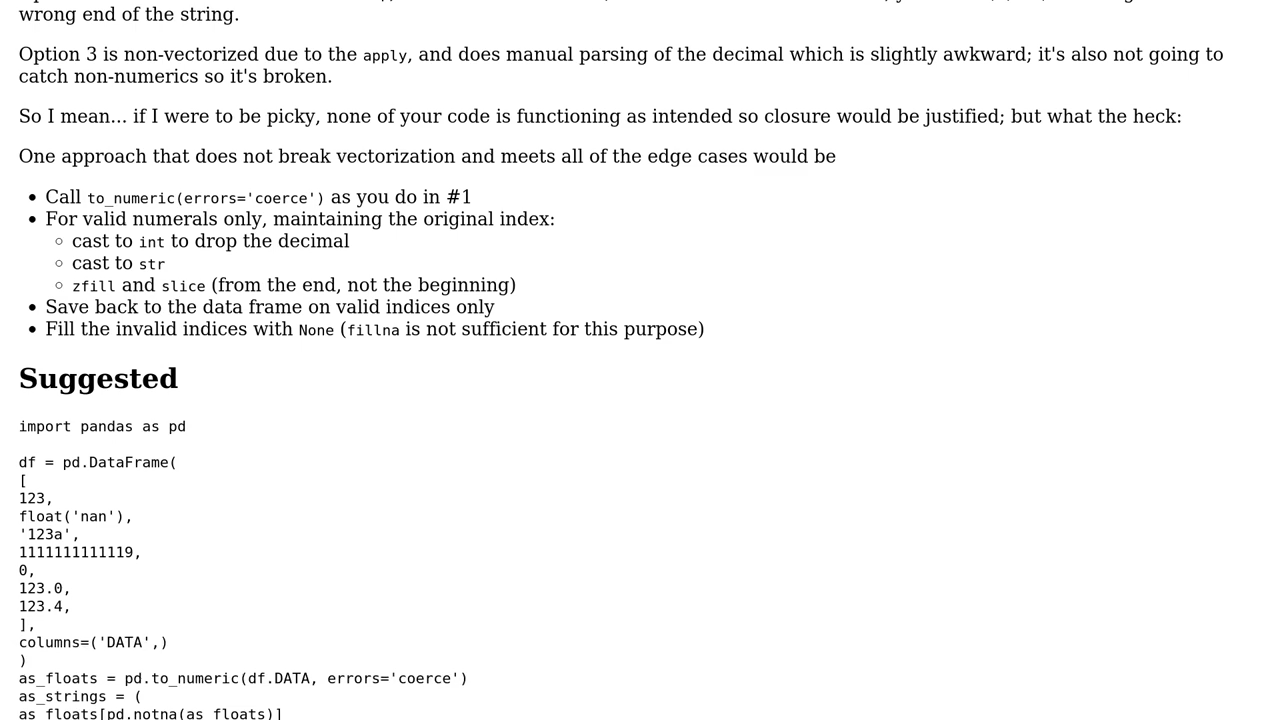 wrong end of the string.
Option 3 is non-vectorized due to the apply, and does manual parsing of the decimal which is slightly awkward; it's also not going to
catch non-numerics so it's broken.
So I mean... if I were to be picky, none of your code is functioning as intended so closure would be justified; but what the heck:
One approach that does not break vectorization and meets all of the edge cases would be
• Call to_numeric(errors='coerce') as you do in #1
• For valid numerals only, maintaining the original index:
◦ cast to int to drop the decimal
◦ cast to str
◦ zfill and slice (from the end, not the beginning)
• Save back to the data frame on valid indices only
• Fill the invalid indices with None (fillna is not sufficient for this purpose)
Suggested
import pandas as pd
df = pd.DataFrame(
[
123,
float('nan'),
'123a',
1111111111119,
0,
123.0,
123.4,
],
columns=('DATA',)
)
as_floats = pd.to_numeric(df.DATA, errors='coerce')
as_strings = (
as_floats[pd.notna(as_floats)]